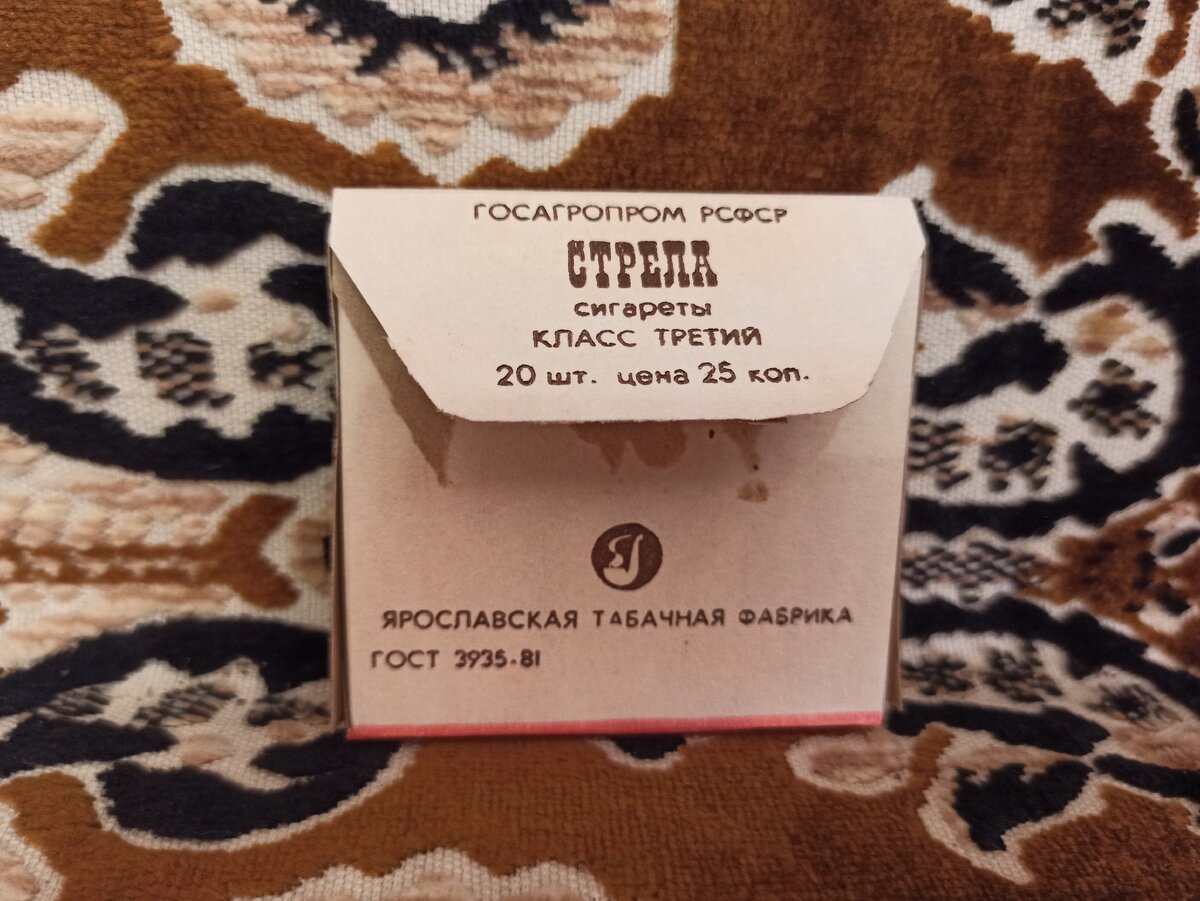 ГОСАГРОПРОМ РСФСР
СТРЕЛА
сигареты
КЛАСС ТРЕТИЙ
20 шт. цена 25 коп.
ЯРОСЛАВСКАЯ ТАБАЧНАЯ ФАБРИКА
ГОСТ 3935-81